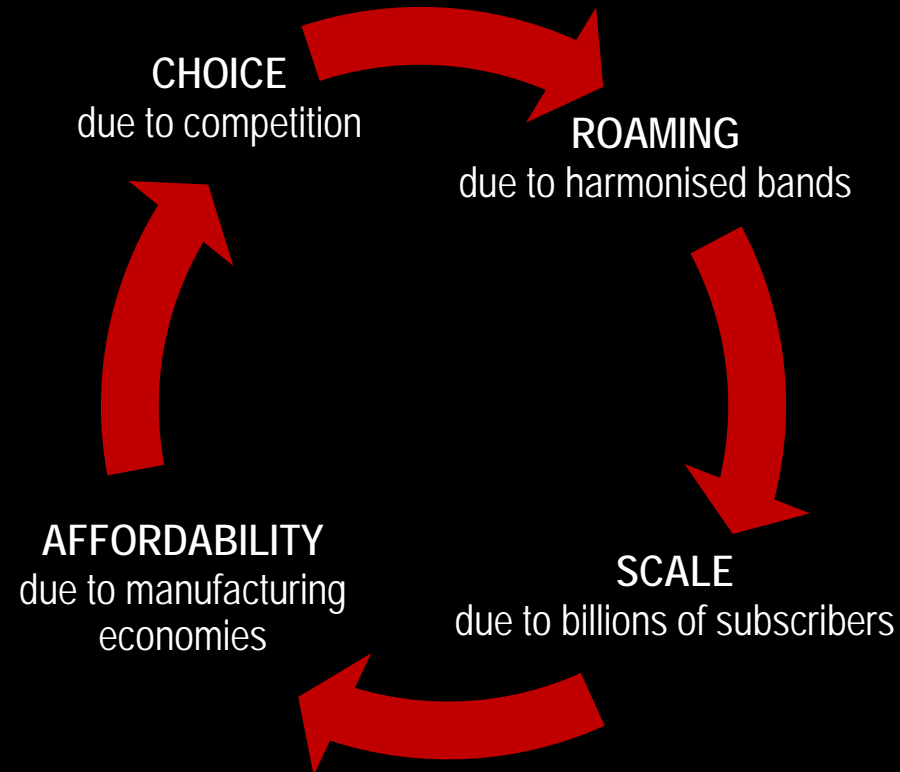 CHOICE
due to competition
ROAMING
due to harmonised bands
SCALE
due to billions of subscribers
AFFORDABILITY
due to manufacturing
economies